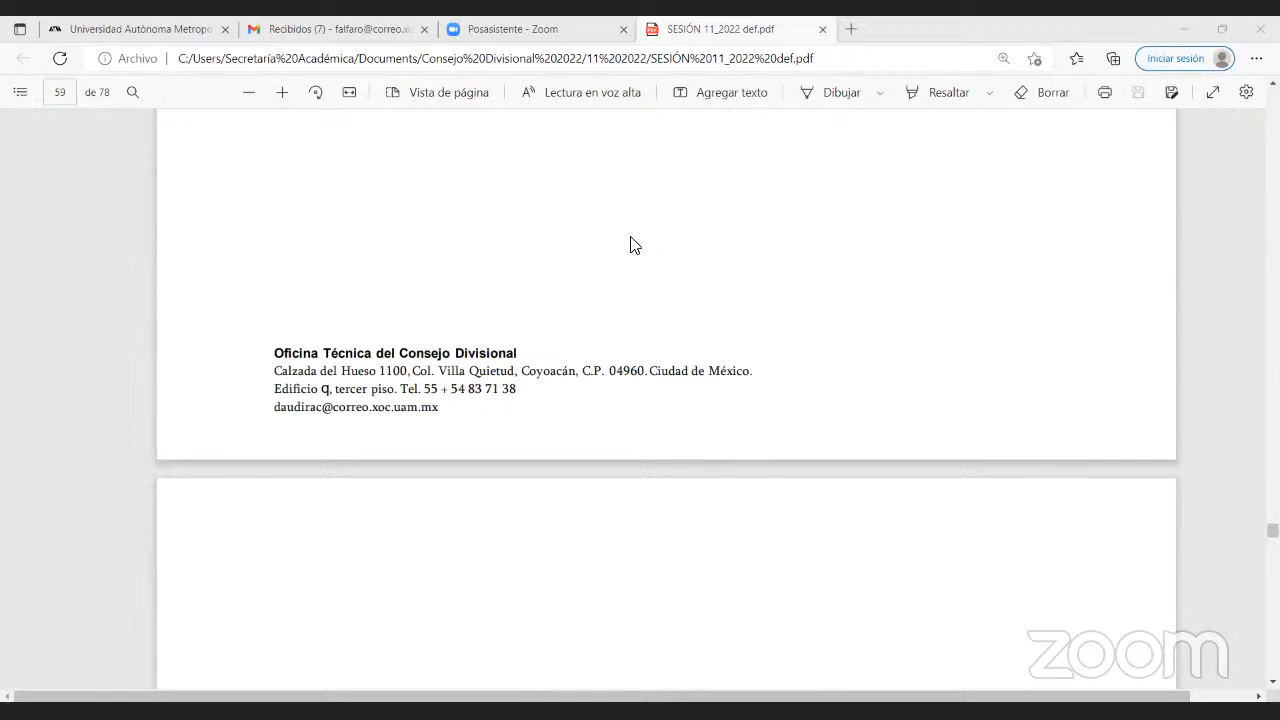 Universidad Autónoma Metropo
Recibidos (7) - falfaro@correo.xc
Posasistente - Zoom
SESIÓN 11_2022 def.pdf
Archivo
C:/Users/Secretaría%20Académica/Documents/Consejo%20Divisional%202022/11%202022/SESIÓN%2011_2022%20def.pdf
Iniciar sesión
59 de 78
Vista de página
Lectura en voz alta
Agregar texto
Dibujar
Resaltar
Borrar
Oficina Técnica del Consejo Divisional
Calzada del Hueso 1100, Col. Villa Quietud, Coyoacán, C.P. 04960. Ciudad de México.
Edificio q, tercer piso. Tel. 55 + 54 83 71 38
daudirac@correo.xoc.uam.mx
zoom